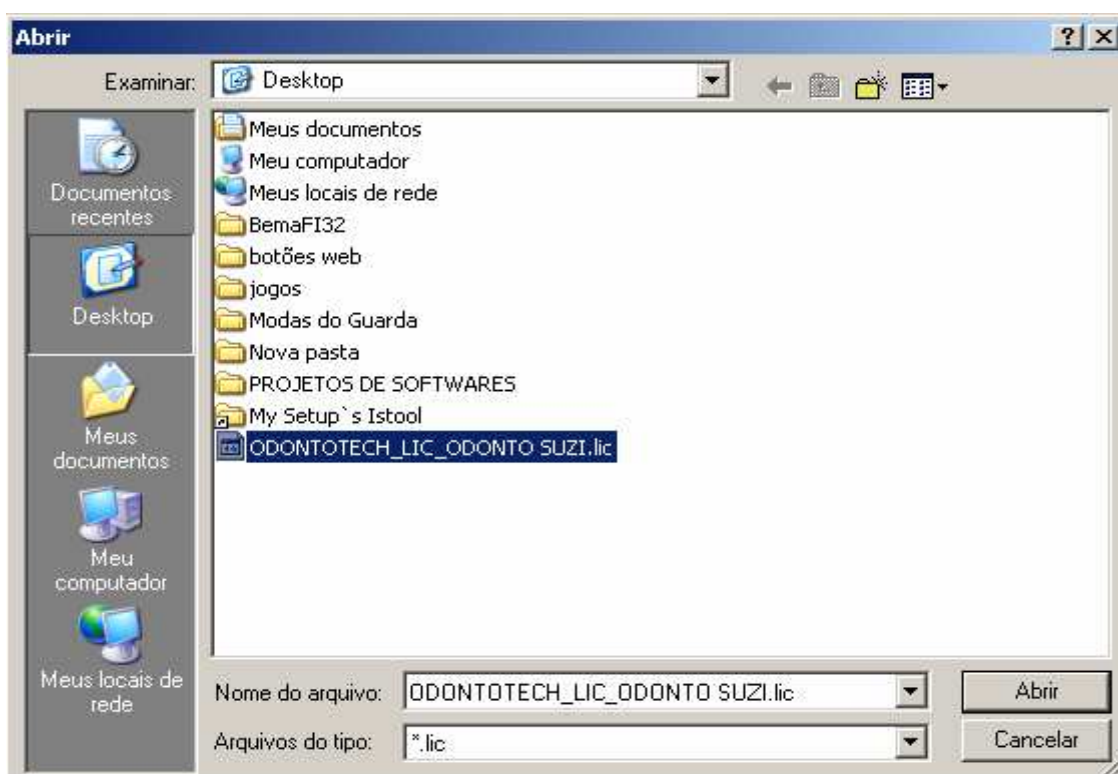 Abrir
Examinar:
Desktop
Documentos
recentes
Desktop
Meus
documentos
Meu
computador
Meus locais de
rede
Meus documentos
Meu computador
Meus locais de rede
BemaFI32
botões web
jogos
Modas do Guarda
Nova pasta
PROJETOS DE SOFTWARES
My Setup`s Istool
ODONTOTECH_LIC_ODONTO SUZI.lic
Nome do arquivo:
ODONTOTECH_LIC_ODONTO SUZI.lic
Abrir
Arquivos do tipo:
*.lic
Cancelar